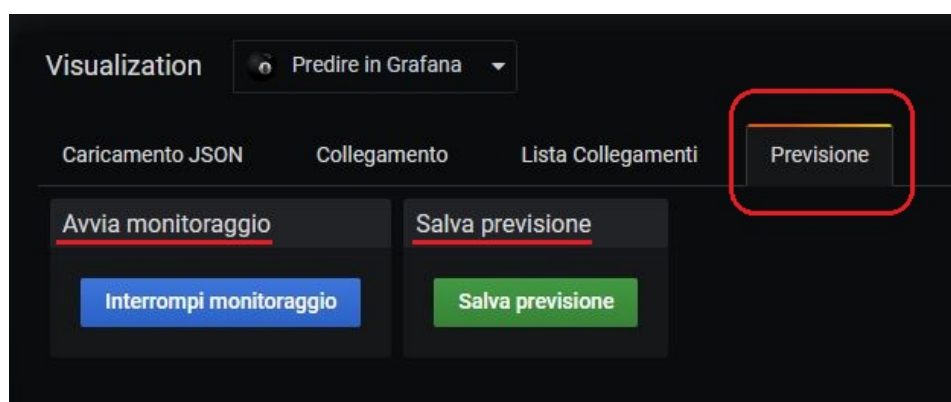 Visualization Predire in Grafana
Caricamento JSON Collegamento Lista Collegamenti Previsione
Avvia monitoraggio Salva previsione
Interrompi monitoraggio Salva previsione